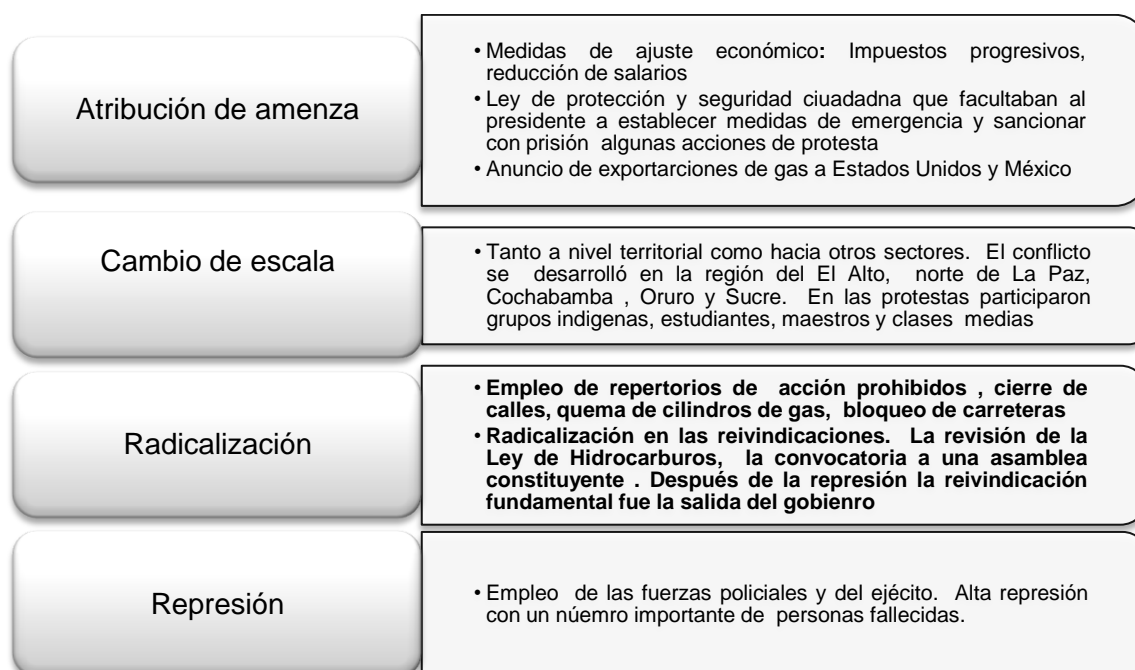 Atribución de amenza
• Medidas de ajuste económico: Impuestos progresivos,
reducción de salarios
• Ley de protección y seguridad ciuadadna que facultaban al
presidente a establecer medidas de emergencia y sancionar
con prisión algunas acciones de protesta
• Anuncio de exportarciones de gas a Estados Unidos y México
Cambio de escala
• Tanto a nivel territorial como hacia otros sectores. El conflicto
se desarrolló en la región del El Alto, norte de La Paz,
Cochabamba , Oruro y Sucre. En las protestas participaron
grupos indigenas, estudiantes, maestros y clases medias
Radicalización
• Empleo de repertorios de acción prohibidos , cierre de
calles, quema de cilindros de gas, bloqueo de carreteras
• Radicalización en las reivindicaciones. La revisión de la
Ley de Hidrocarburos, la convocatoria a una asamblea
constituyente . Después de la represión la reivindicación
fundamental fue la salida del gobienro
Represión
• Empleo de las fuerzas policiales y del ejécito. Alta represión
con un núemro importante de personas fallecidas.